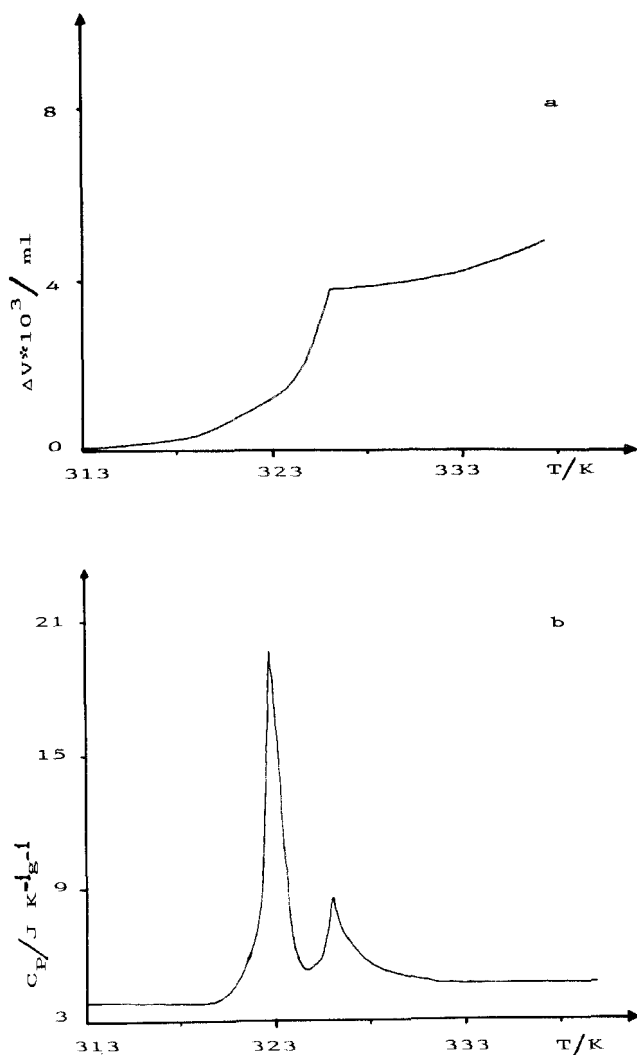 a
8
4
0
ΔV*10³/ ml
313
323
333
T/K
b
21
15
9
3
C_P/J K⁻¹g⁻¹
313
323
333
T/K